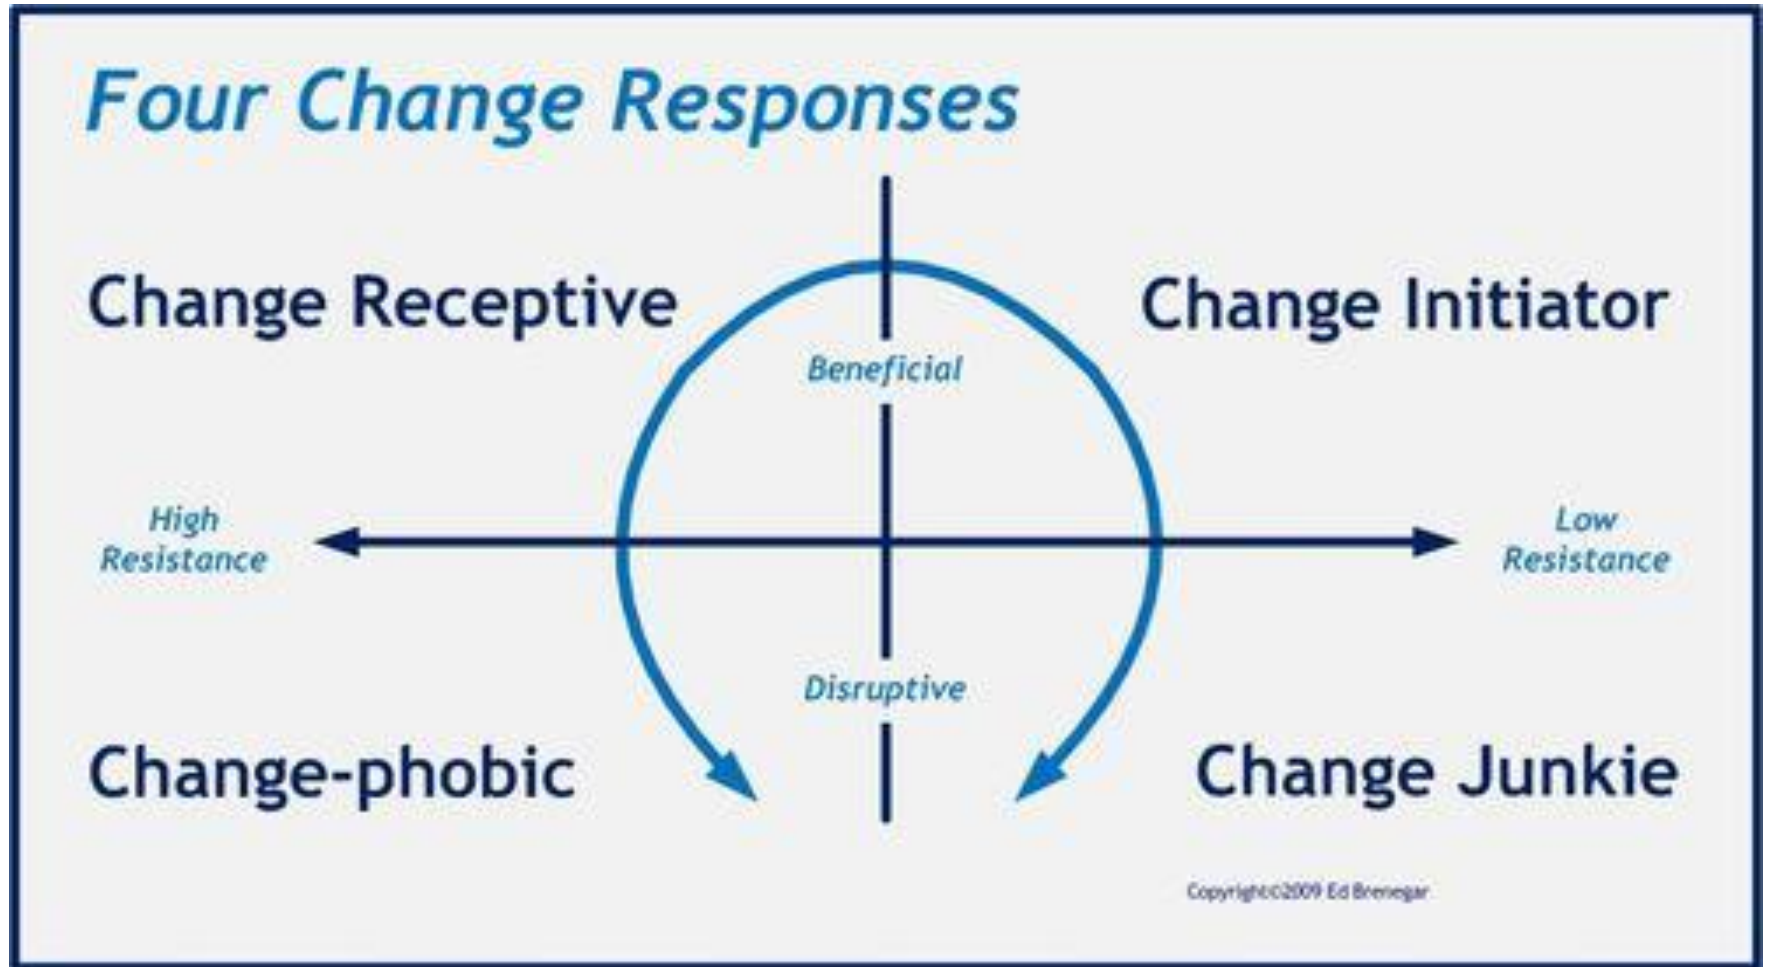 Four Change Responses
Change Receptive
Change Initiator
Beneficial
High
Resistance
Low
Resistance
Disruptive
Change-phobic
Change Junkie
Copyright©2009 Ed Brenegar